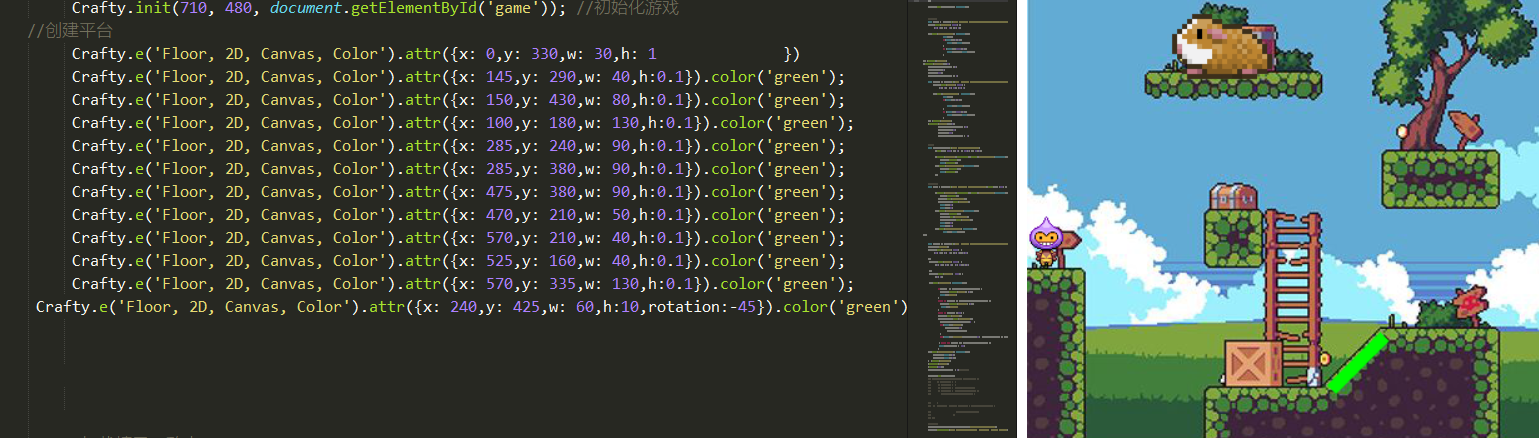 Crafty.init(710, 480, document.getElementById('game')); //初始化游戏
//创建平台
Crafty.e('Floor, 2D, Canvas, Color').attr({x: 0,y: 330,w: 30,h: 1 })
Crafty.e('Floor, 2D, Canvas, Color').attr({x: 145,y: 290,w: 40,h:0.1}).color('green');
Crafty.e('Floor, 2D, Canvas, Color').attr({x: 150,y: 430,w: 80,h:0.1}).color('green');
Crafty.e('Floor, 2D, Canvas, Color').attr({x: 100,y: 180,w: 130,h:0.1}).color('green');
Crafty.e('Floor, 2D, Canvas, Color').attr({x: 285,y: 240,w: 90,h:0.1}).color('green');
Crafty.e('Floor, 2D, Canvas, Color').attr({x: 285,y: 380,w: 90,h:0.1}).color('green');
Crafty.e('Floor, 2D, Canvas, Color').attr({x: 475,y: 380,w: 90,h:0.1}).color('green');
Crafty.e('Floor, 2D, Canvas, Color').attr({x: 470,y: 210,w: 50,h:0.1}).color('green');
Crafty.e('Floor, 2D, Canvas, Color').attr({x: 570,y: 210,w: 40,h:0.1}).color('green');
Crafty.e('Floor, 2D, Canvas, Color').attr({x: 525,y: 160,w: 40,h:0.1}).color('green');
Crafty.e('Floor, 2D, Canvas, Color').attr({x: 570,y: 335,w: 130,h:0.1}).color('green');
Crafty.e('Floor, 2D, Canvas, Color').attr({x: 240,y: 425,w: 60,h:10,rotation:-45}).color('green')